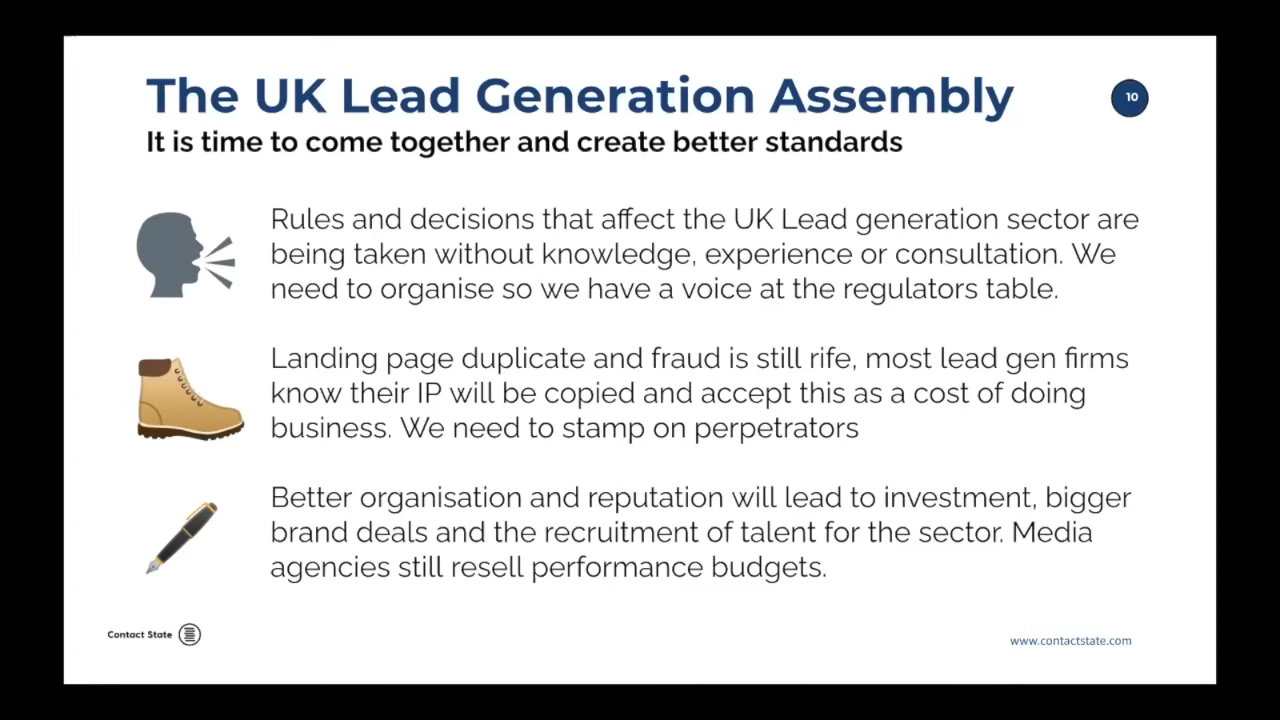 The UK Lead Generation Assembly
10
It is time to come together and create better standards
Rules and decisions that affect the UK Lead generation sector are
being taken without knowledge, experience or consultation. We
need to organise so we have a voice at the regulators table.
Landing page duplicate and fraud is still rife, most lead gen firms
know their IP will be copied and accept this as a cost of doing
business. We need to stamp on perpetrators
Better organisation and reputation will lead to investment, bigger
brand deals and the recruitment of talent for the sector. Media
agencies still resell performance budgets.
Contact State
www.contactstate.com